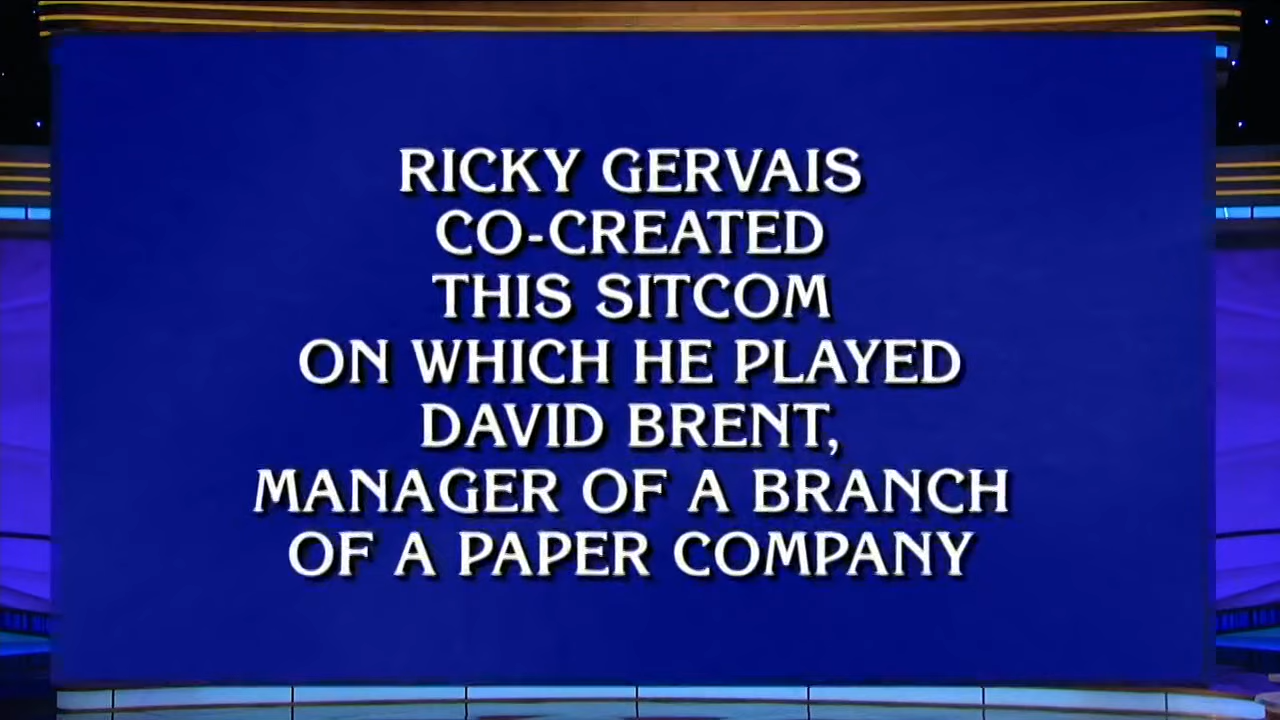 RICKY GERVAIS
CO-CREATED
THIS SITCOM
ON WHICH HE PLAYED
DAVID BRENT,
MANAGER OF A BRANCH
OF A PAPER COMPANY